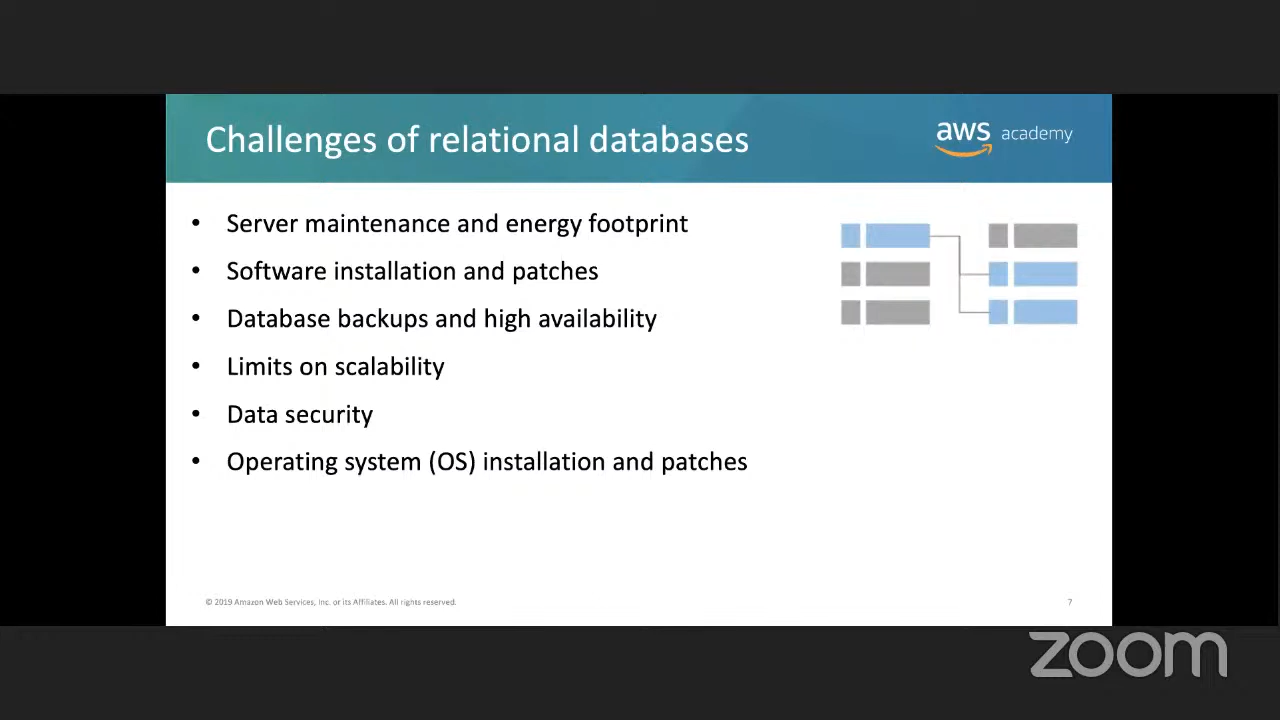 Challenges of relational databases
aws academy
• Server maintenance and energy footprint
• Software installation and patches
• Database backups and high availability
• Limits on scalability
• Data security
• Operating system (OS) installation and patches
© 2019 Amazon Web Services, Inc. or its Affiliates. All rights reserved.
7
zoom